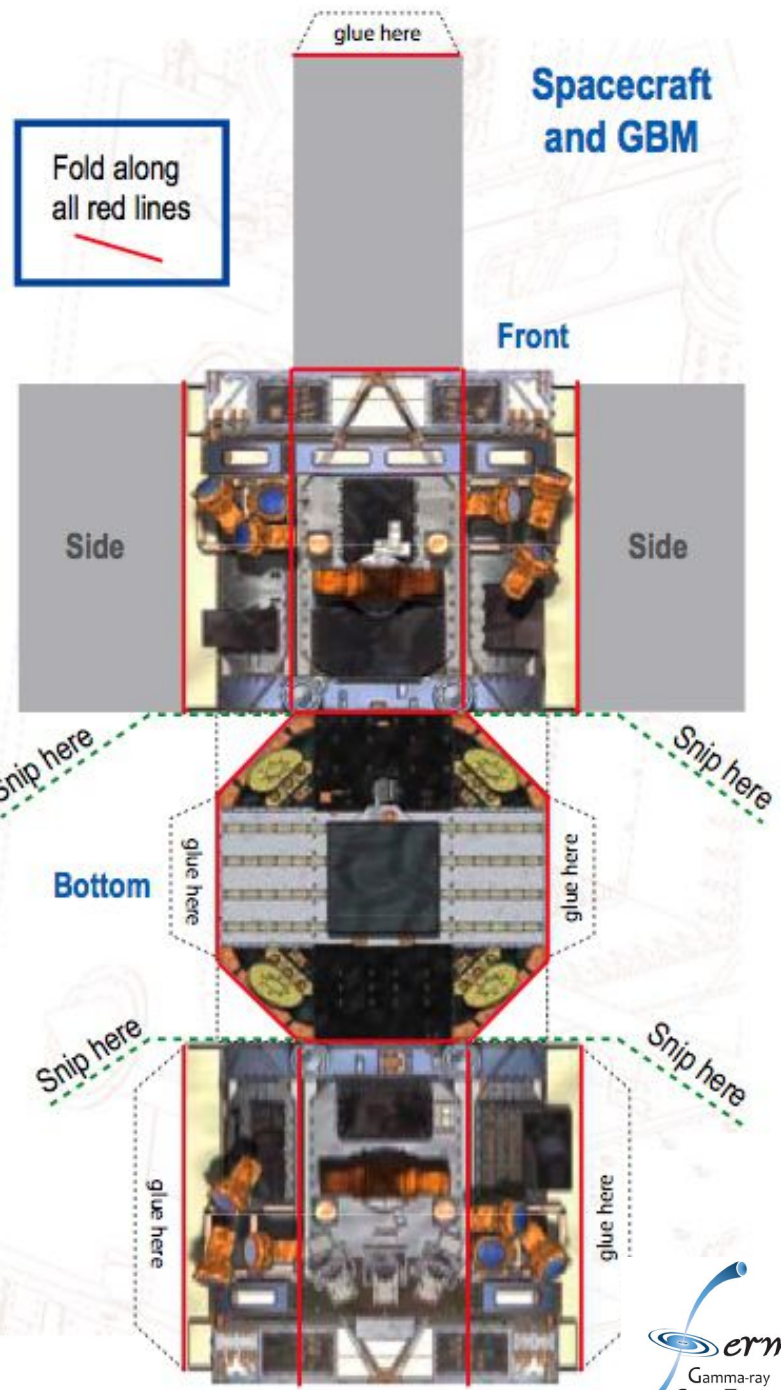 glue here
Spacecraft
and GBM
Fold along
all red lines
Front
Side
Side
Snip here
Snip here
glue here
glue here
Bottom
Snip here
Snip here
glue here
glue here
Gamma-ray